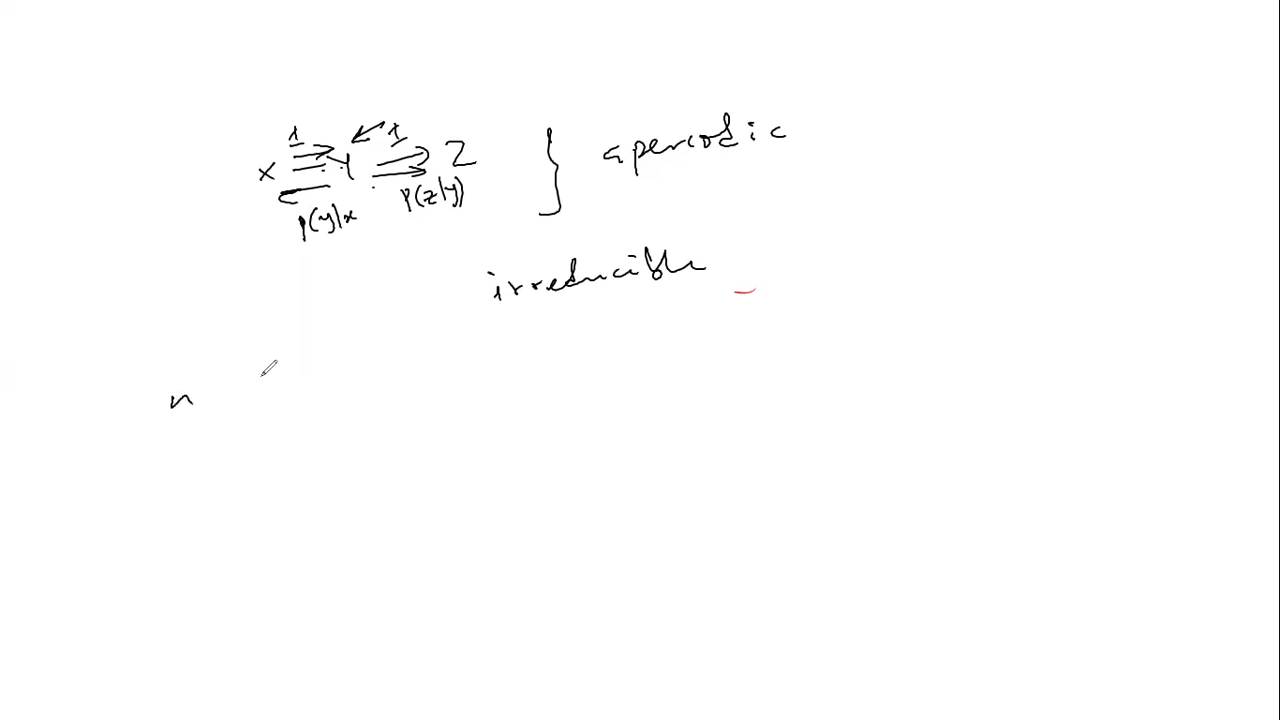 1 1
x Y Z } aperiodic
p(y|x p(z|y)
irreducible
n